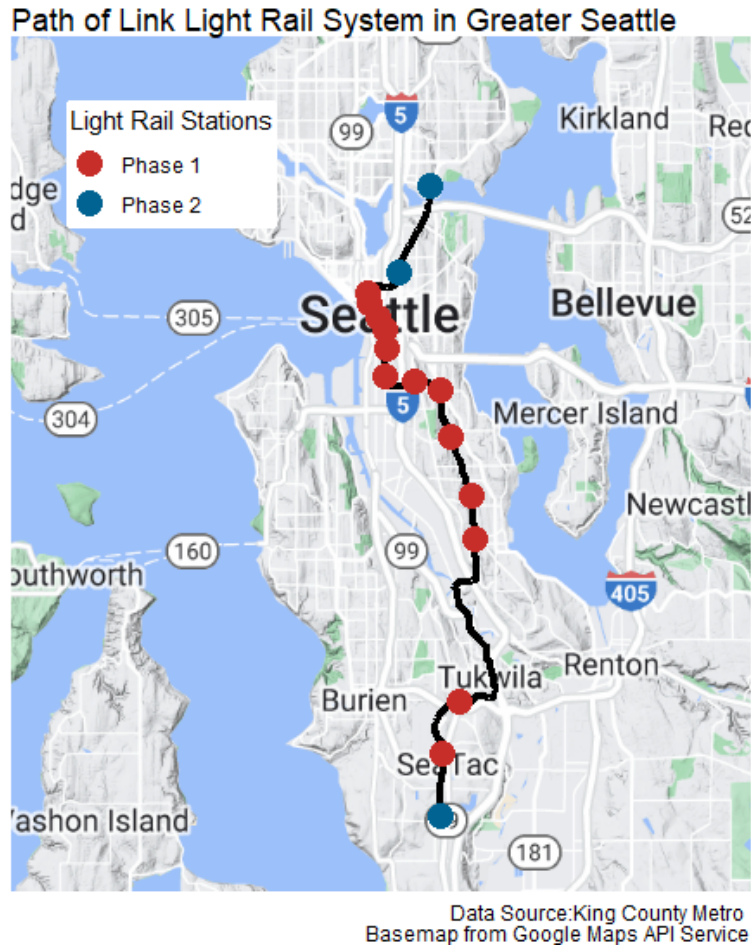 Path of Link Light Rail System in Greater Seattle
Light Rail Stations
Phase 1
Phase 2
5
99
Kirkland
Red
dge
d
52
305
Seattle
Bellevue
304
5
Mercer Island
Newcastl
99
160
outhworth
405
Tukwila
Renton
Burien
SeaTac
Vashon Island
181
Data Source:King County Metro
Basemap from Google Maps API Service